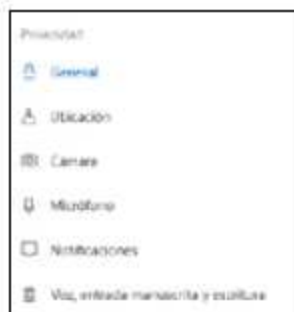 Privacidad
General
Ubicación
Cámara
Micrófono
Notificaciones
Voz, entrada manuscrita y escritura